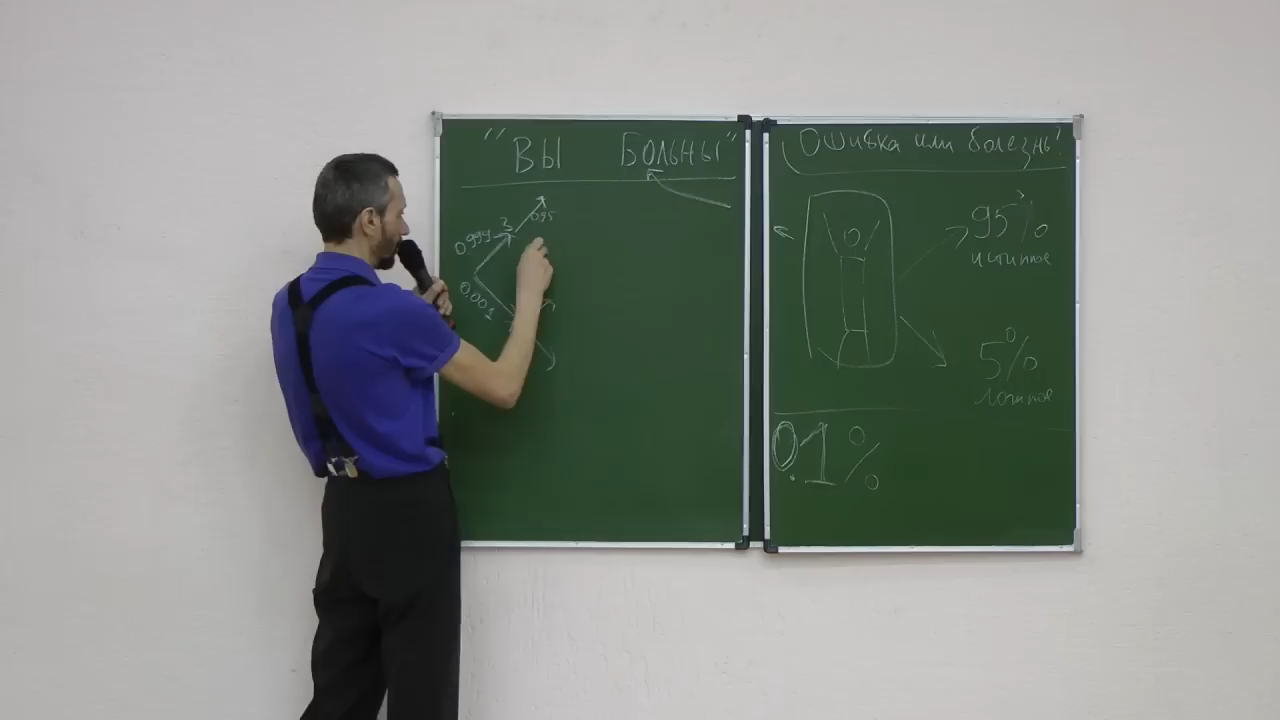 "ВЫ БОЛЬНЫ"
0.999 З 0.95
0.001
Ошибка или болезнь?
95%
истинное
5%
ложное
0.1%